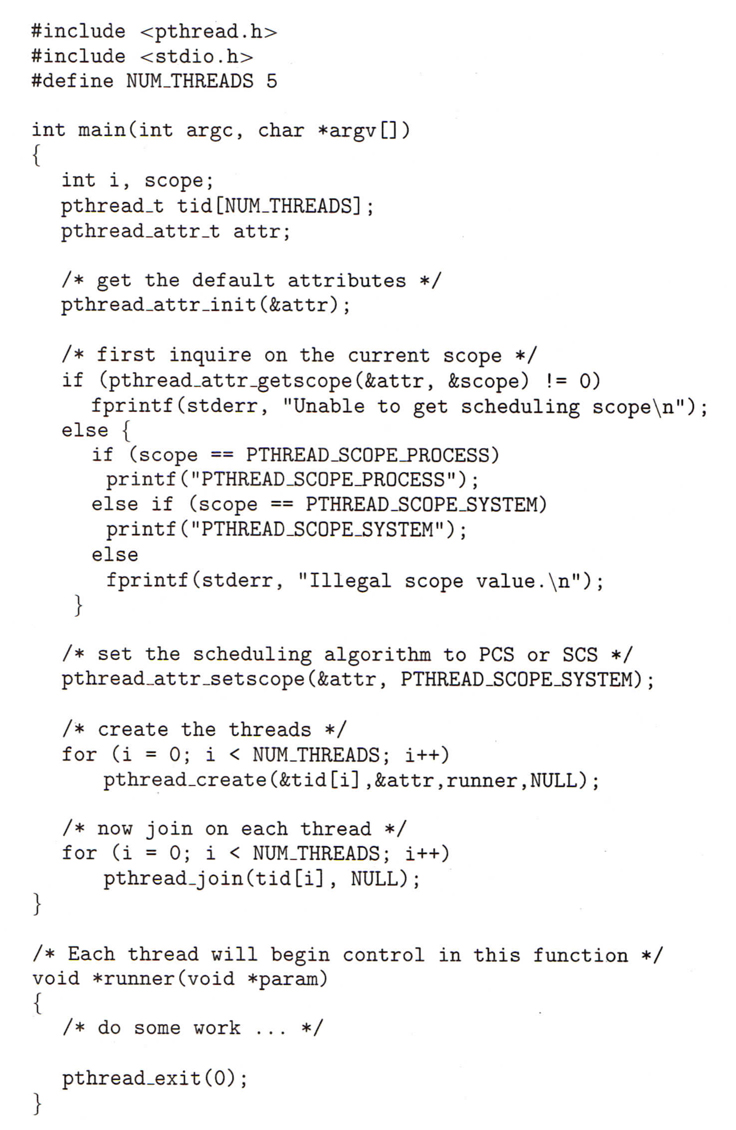 #include <pthread.h>
#include <stdio.h>
#define NUM_THREADS 5

int main(int argc, char *argv[])
{
   int i, scope;
   pthread_t tid[NUM_THREADS];
   pthread_attr_t attr;

   /* get the default attributes */
   pthread_attr_init(&attr);

   /* first inquire on the current scope */
   if (pthread_attr_getscope(&attr, &scope) != 0)
      fprintf(stderr, "Unable to get scheduling scope\n");
   else {
      if (scope == PTHREAD_SCOPE_PROCESS)
       printf("PTHREAD_SCOPE_PROCESS");
      else if (scope == PTHREAD_SCOPE_SYSTEM)
       printf("PTHREAD_SCOPE_SYSTEM");
      else
       fprintf(stderr, "Illegal scope value.\n");
    }

   /* set the scheduling algorithm to PCS or SCS */
   pthread_attr_setscope(&attr, PTHREAD_SCOPE_SYSTEM);

   /* create the threads */
   for (i = 0; i < NUM_THREADS; i++)
       pthread_create(&tid[i],&attr,runner,NULL);

   /* now join on each thread */
   for (i = 0; i < NUM_THREADS; i++)
       pthread_join(tid[i], NULL);
}

/* Each thread will begin control in this function */
void *runner(void *param)
{
   /* do some work ... */

   pthread_exit(0);
}